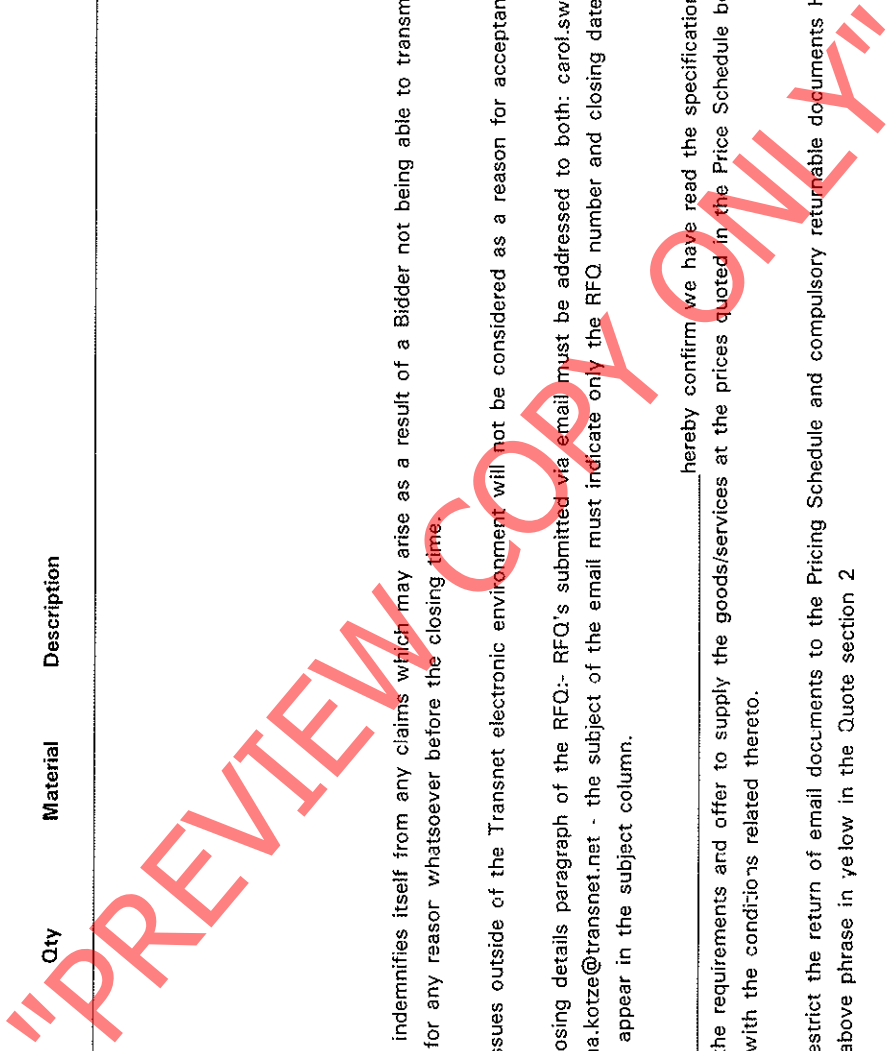 Qty Material Description
indemnifies itself from any claims which may arise as a result of a Bidder not being able to transm
for any reason whatsoever before the closing time.
ssues outside of the Transnet electronic environment will not be considered as a reason for acceptan
osing details paragraph of the RFQ:- RFQ's submitted via email must be addressed to both: carol.sw
na.kotze@transnet.net - the subject of the email must indicate only the RFQ number and closing date
appear in the subject column.
hereby confirm we have read the specification
the requirements and offer to supply the goods/services at the prices quoted in the Price Schedule be
with the conditions related thereto.
estrict the return of email documents to the Pricing Schedule and compulsory returnable documents H
above phrase in yellow in the Quote section 2
"PREVIEW COPY ONLY"